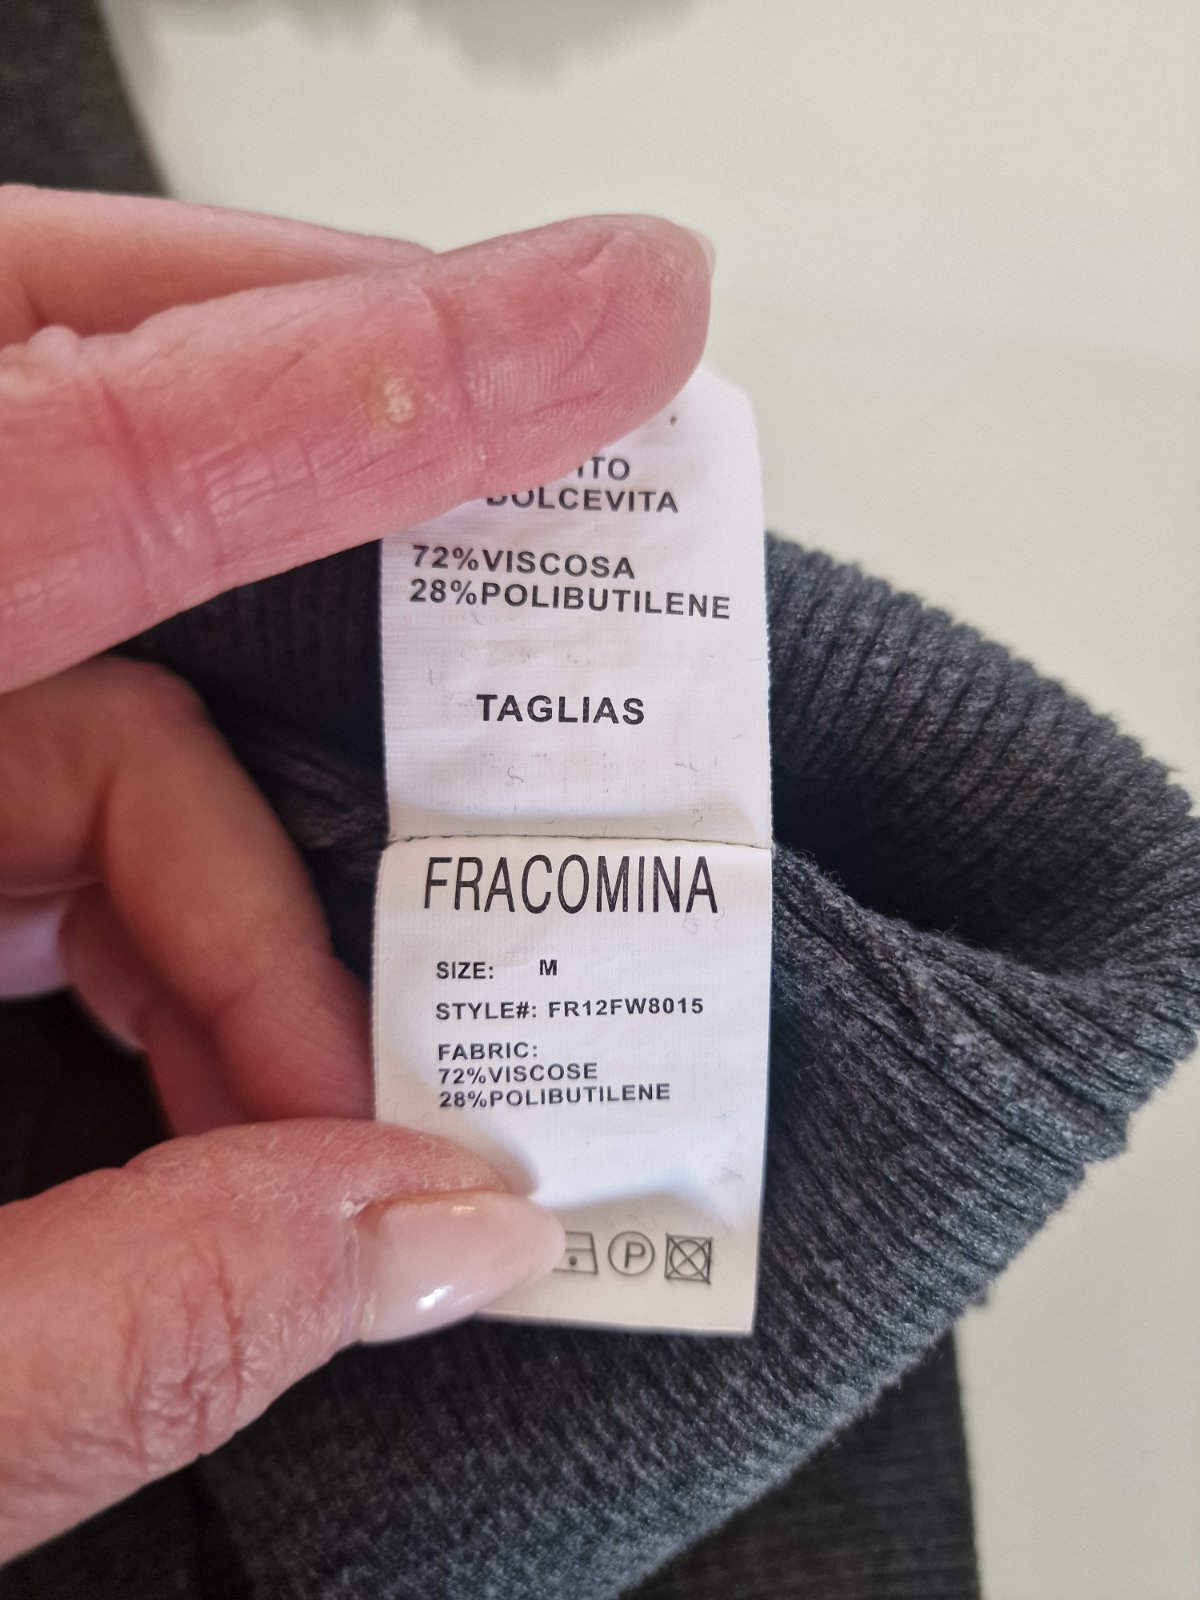 DOLCEVITA
72%VISCOSA
28%POLIBUTILENE
TAGLIAS
FRACOMINA
SIZE: M
STYLE#: FR12FW8015
FABRIC:
72%VISCOSE
28%POLIBUTILENE
P